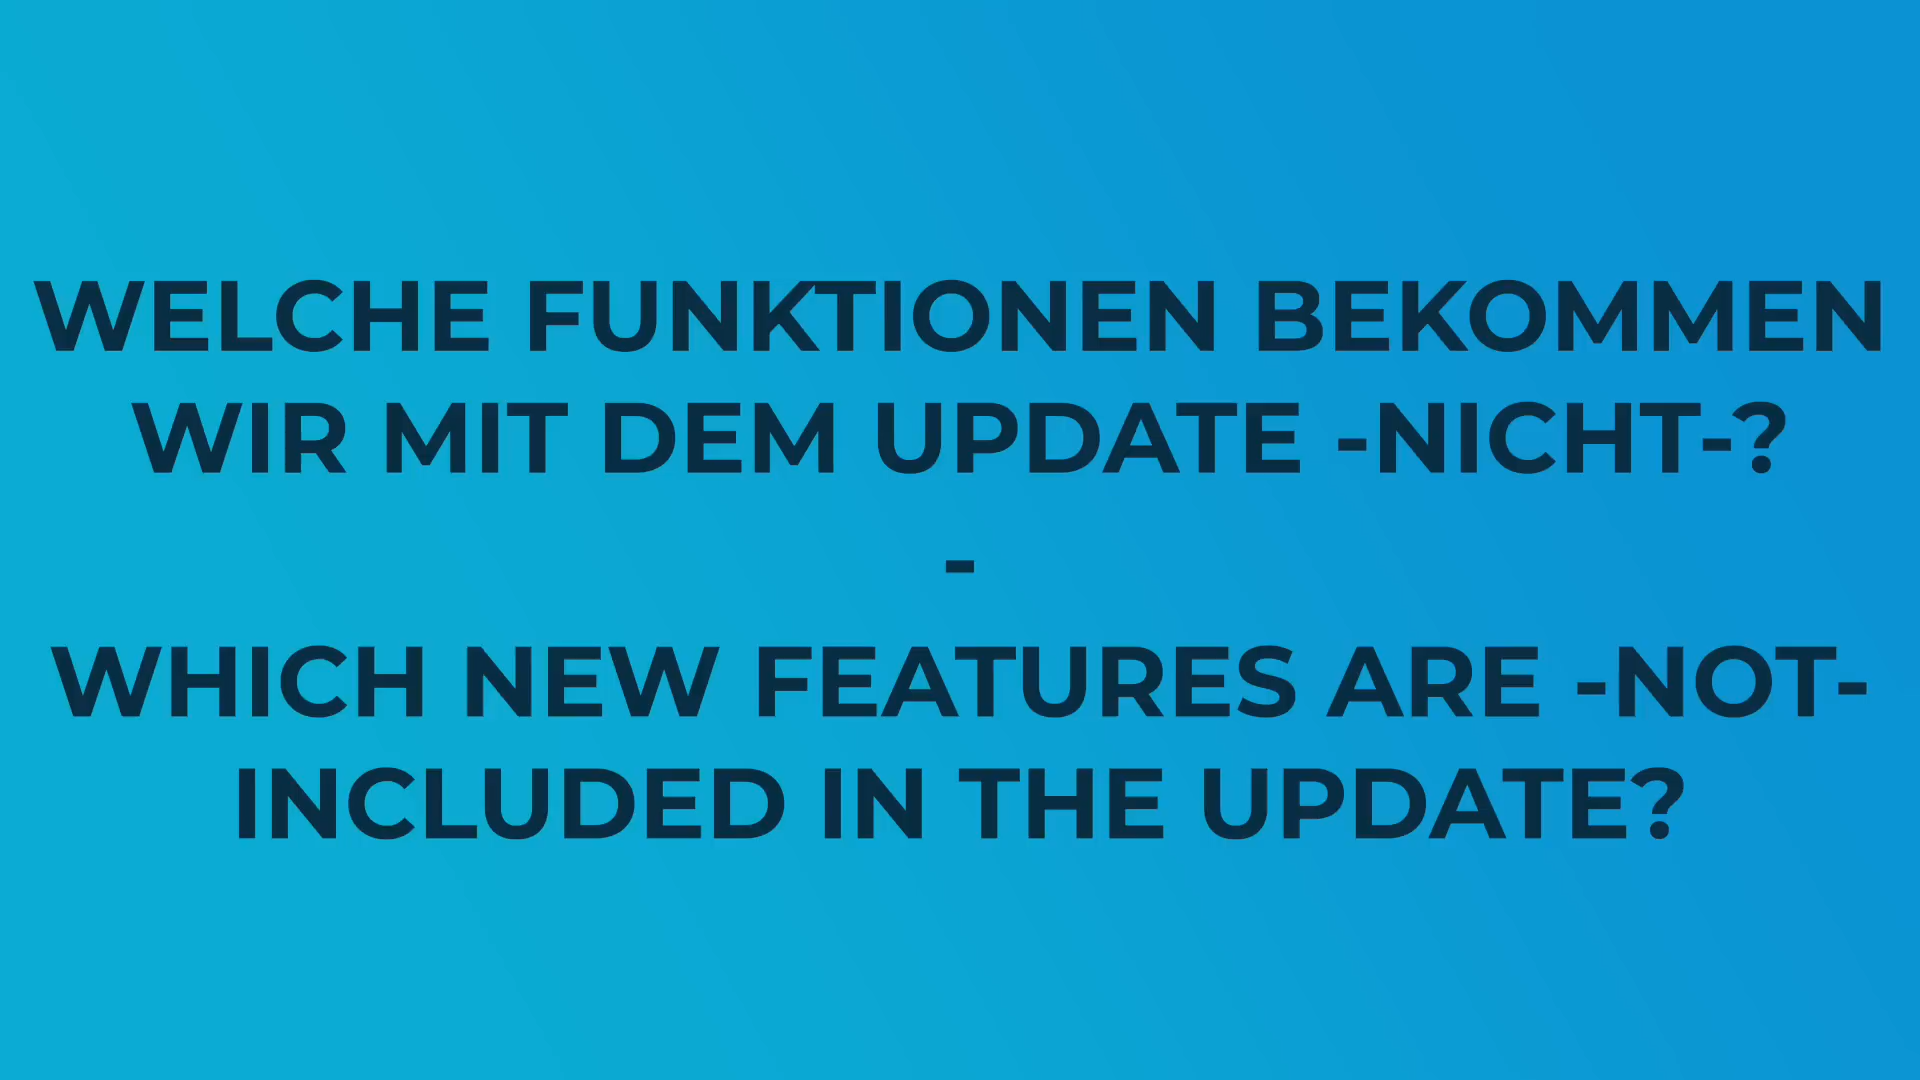 WELCHE FUNKTIONEN BEKOMMEN
WIR MIT DEM UPDATE -NICHT-?
-
WHICH NEW FEATURES ARE -NOT-
INCLUDED IN THE UPDATE?